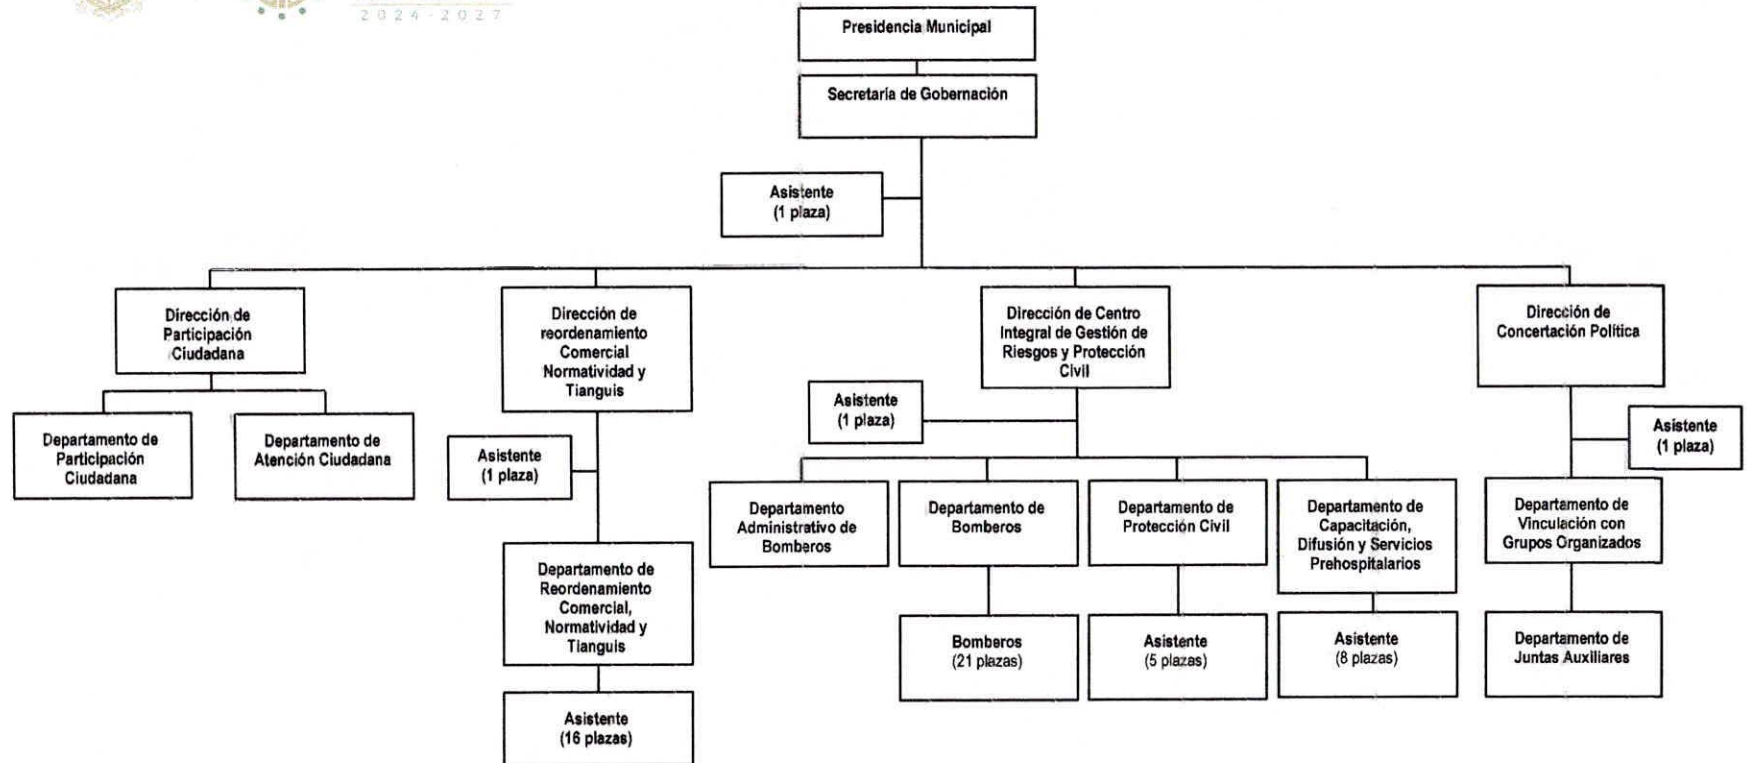 2024-2027
Presidencia Municipal
Secretaría de Gobernación
Asistente
(1 plaza)
Dirección de
Participación
Ciudadana
Dirección de
reordenamiento
Comercial
Normatividad y
Tianguis
Dirección de Centro
Integral de Gestión de
Riesgos y Protección
Civil
Dirección de
Concertación Política
Departamento de
Participación
Ciudadana
Departamento de
Atención Ciudadana
Asistente
(1 plaza)
Departamento de
Reordenamiento
Comercial,
Normatividad y
Tianguis
Asistente
(16 plazas)
Asistente
(1 plaza)
Departamento
Administrativo de
Bomberos
Departamento de
Bomberos
Departamento de
Protección Civil
Departamento de
Capacitación,
Difusión y Servicios
Prehospitalarios
Bomberos
(21 plazas)
Asistente
(5 plazas)
Asistente
(8 plazas)
Asistente
(1 plaza)
Departamento de
Vinculación con
Grupos Organizados
Departamento de
Juntas Auxiliares